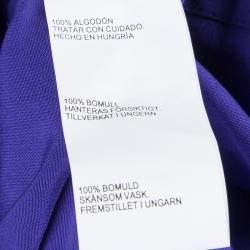 100% ALGODÓN
TRATAR CON CUIDADO.
HECHO EN HUNGRÍA
100% BOMULL
HANTERAS FÖRSIKTIGT.
TILLVERKAT I UNGERN
100% BOMULD
SKÅNSOM VASK.
FREMSTILLET I UNGARN